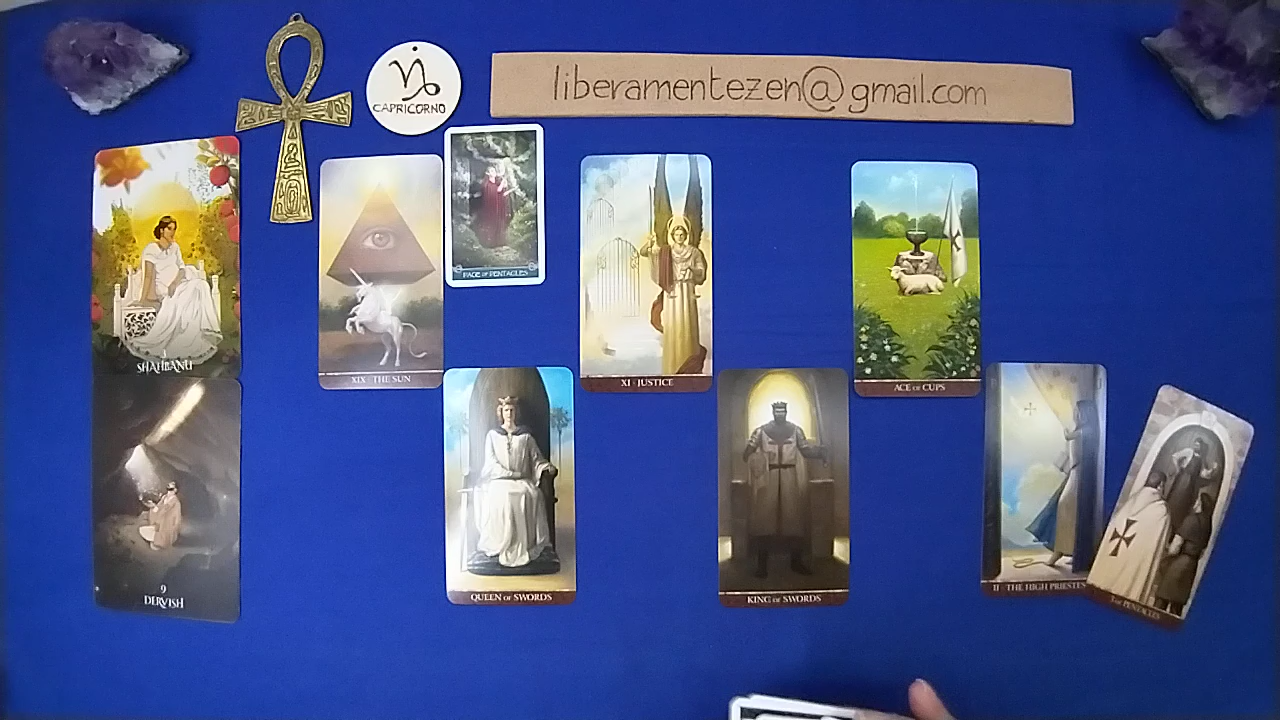 liberamentezen@gmail.com
CAPRICORNO
PAGE OF PENTACLES
SHAHBANU
XIX · THE SUN
XI · JUSTICE
ACE OF CUPS
9
DERVISH
QUEEN OF SWORDS
KING OF SWORDS
II · THE HIGH PRIESTES
PENTACLES